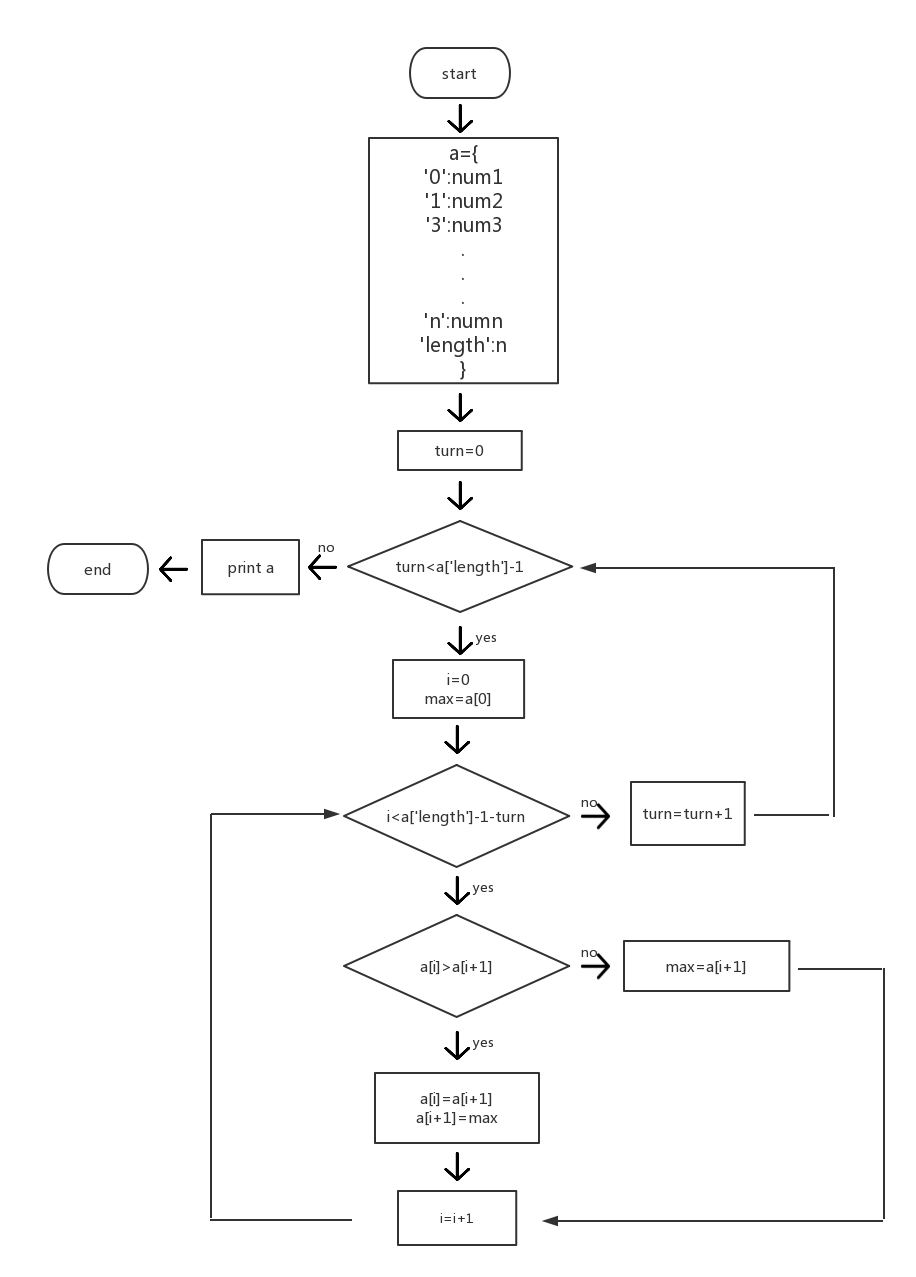 start
a={
'0':num1
'1':num2
'3':num3
.
.
.
'n':numn
'length':n
}
turn=0
turn<a['length']-1
no
print a
end
yes
i=0
max=a[0]
i<a['length']-1-turn
no
turn=turn+1
yes
a[i]>a[i+1]
no
max=a[i+1]
yes
a[i]=a[i+1]
a[i+1]=max
i=i+1